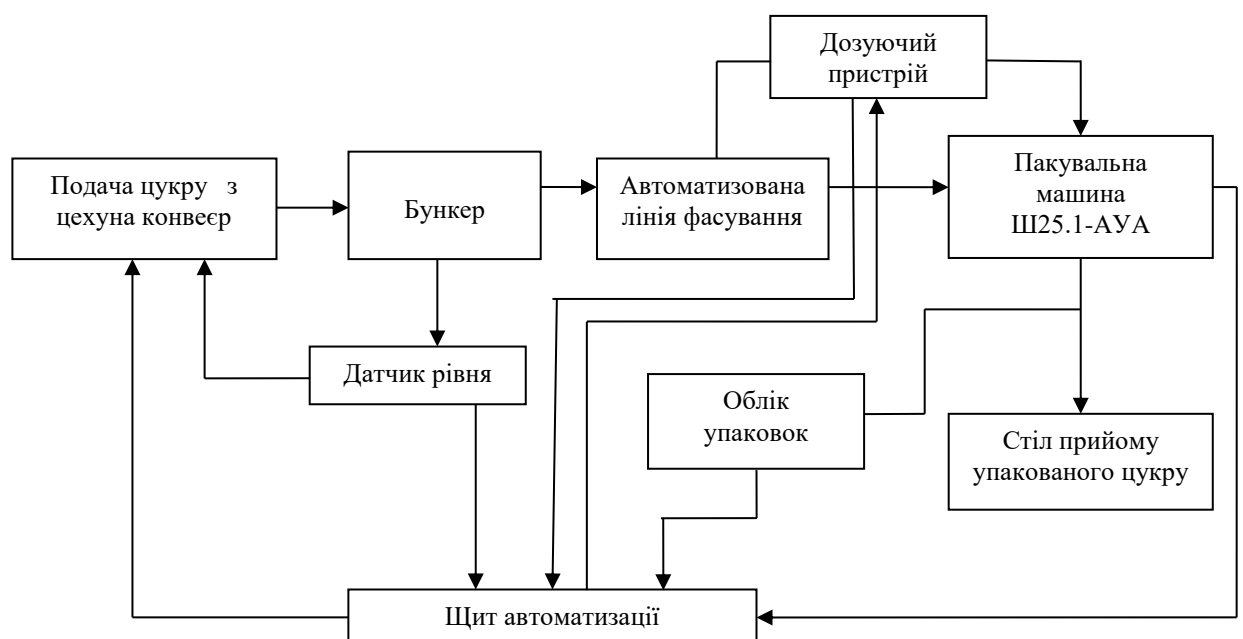 Дозуючий
пристрій
Подача цукру з
цехуна конвеєр
Бункер
Автоматизована
лінія фасування
Пакувальна
машина
Ш25.1-АУА
Датчик рівня
Облік
упаковок
Стіл прийому
упакованого цукру
Щит автоматизації